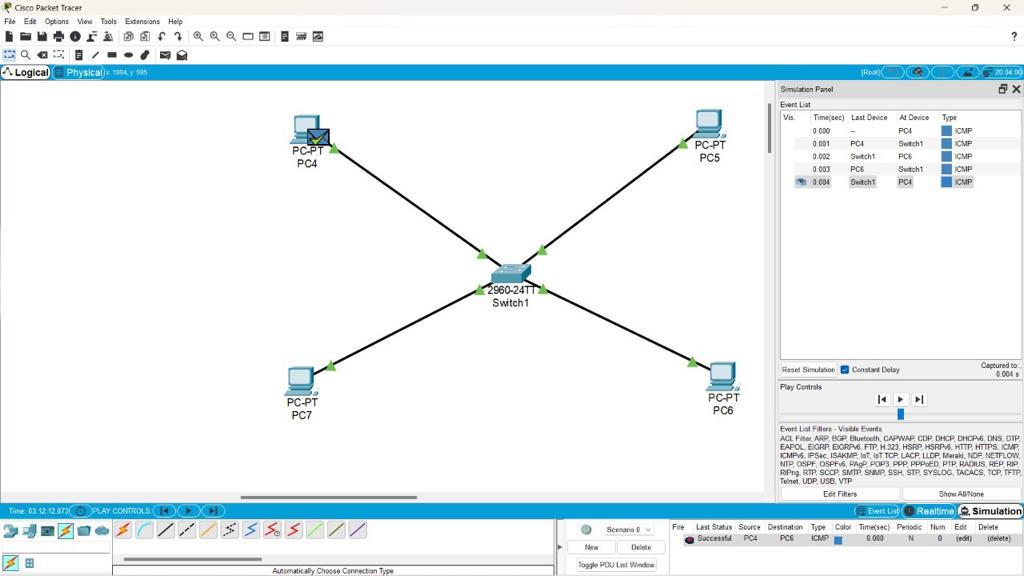 Cisco Packet Tracer
File Edit Options View Tools Extensions Help
?
Logical Physical x: 1994, y: 595 [Root] 20:04:00
Simulation Panel
Event List
Vis. Time(sec) Last Device At Device Type
0.000 -- PC4 ICMP
0.001 PC4 Switch1 ICMP
0.002 Switch1 PC6 ICMP
0.003 PC6 Switch1 ICMP
0.004 Switch1 PC4 ICMP
PC-PT
PC4
PC-PT
PC5
2960-24TT
Switch1
PC-PT
PC7
PC-PT
PC6
Reset Simulation Constant Delay Captured to:
0.004 s
Play Controls
Event List Filters - Visible Events
ACL Filter, ARP, BGP, Bluetooth, CAPWAP, CDP, DHCP, DHCPv6, DNS, DTP,
EAPOL, EIGRP, EIGRPv6, FTP, H.323, HSRP, HSRPv6, HTTP, HTTPS, ICMP,
ICMPv6, IPSec, ISAKMP, IoT, IoT TCP, LACP, LLDP, Meraki, NDP, NETFLOW,
NTP, OSPF, OSPFv6, PAgP, POP3, PPP, PPPoED, PTP, RADIUS, REP, RIP,
RIPng, RTP, SCCP, SMTP, SNMP, SSH, STP, SYSLOG, TACACS, TCP, TFTP,
Telnet, UDP, USB, VTP
Edit Filters Show All/None
Time: 03:12:12.873 PLAY CONTROLS: Event List Realtime Simulation
Scenario 0
New Delete
Toggle PDU List Window
Fire Last Status Source Destination Type Color Time(sec) Periodic Num Edit Delete
Successful PC4 PC6 ICMP 0.000 N 0 (edit) (delete)
Automatically Choose Connection Type